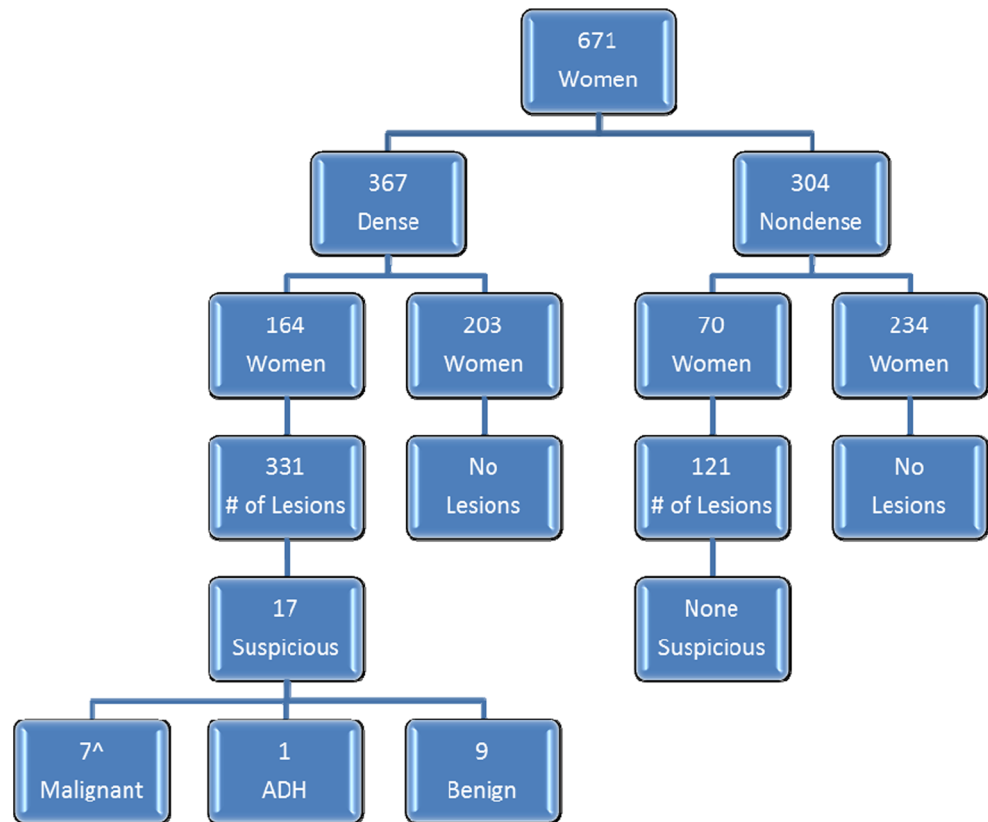 671
Women
367
Dense
304
Nondense
164
Women
203
Women
70
Women
234
Women
331
# of Lesions
No
Lesions
121
# of Lesions
No
Lesions
17
Suspicious
None
Suspicious
7^
Malignant
1
ADH
9
Benign